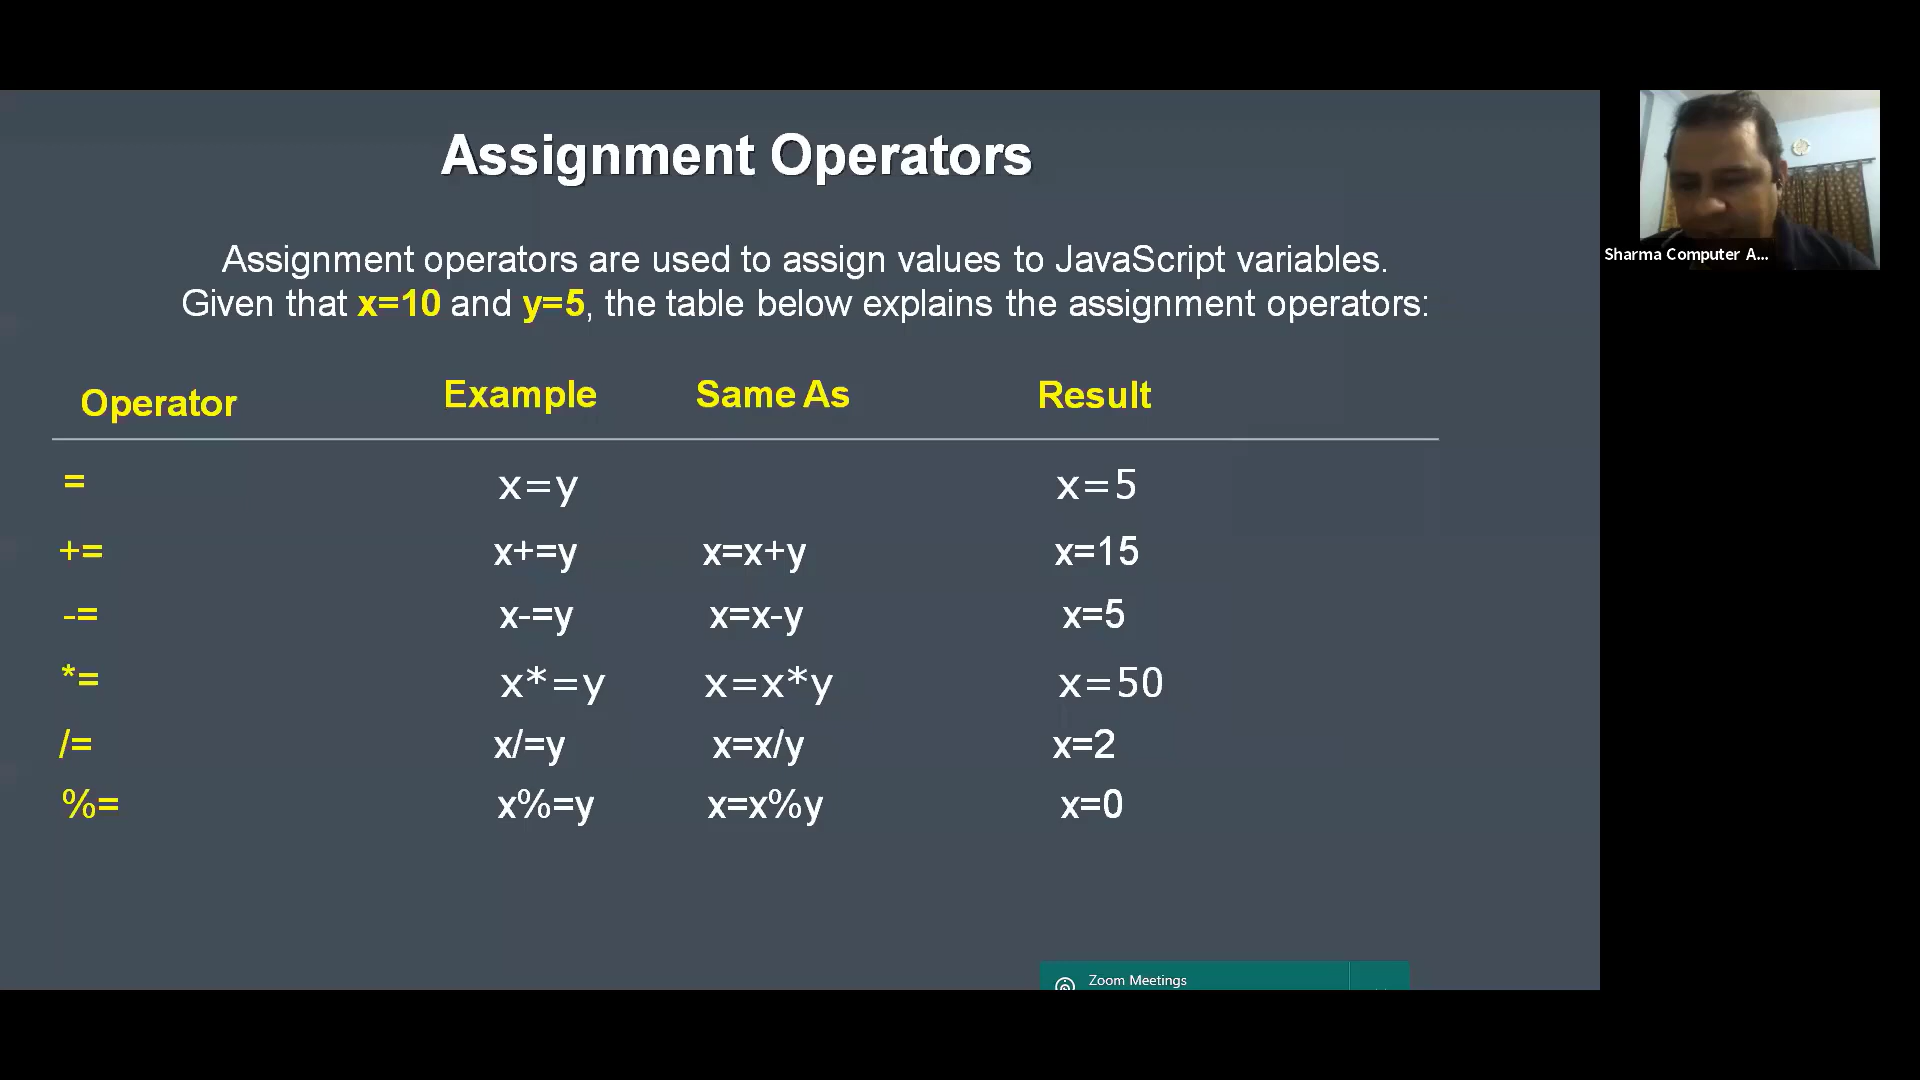 Assignment Operators
Assignment operators are used to assign values to JavaScript variables.
Given that x=10 and y=5, the table below explains the assignment operators:
Operator Example Same As Result
= x=y x=5
+= x+=y x=x+y x=15
-= x-=y x=x-y x=5
*= x*=y x=x*y x=50
/= x/=y x=x/y x=2
%= x%=y x=x%y x=0
Zoom Meetings
Sharma Computer A...